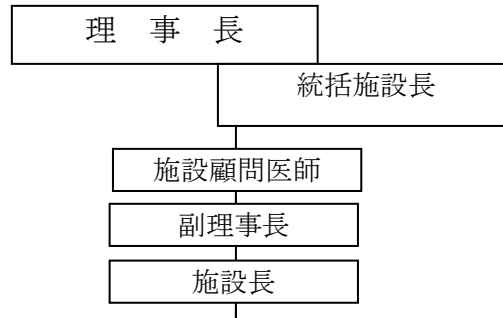 理　事　長
統括施設長
施設顧問医師
副理事長
施設長